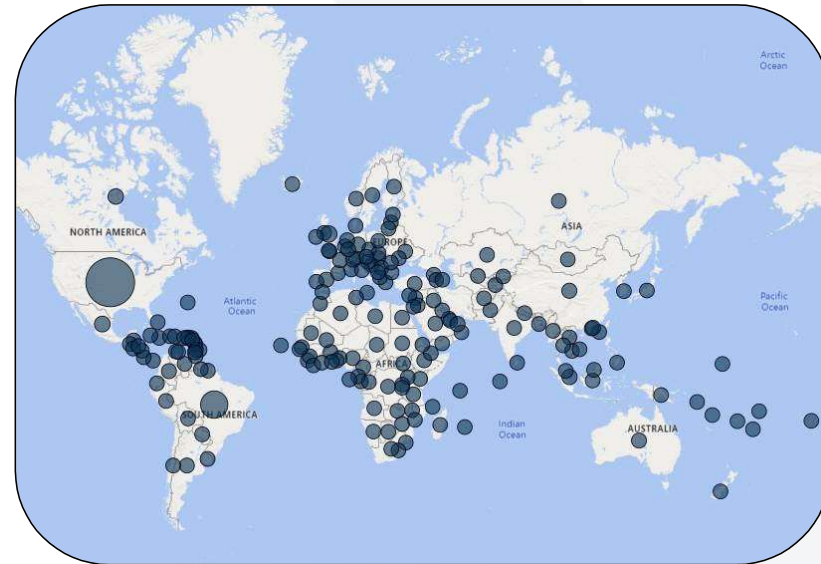 Arctic
Ocean
NORTH AMERICA
ASIA
EUROPE
Atlantic
Ocean
Pacific
Ocean
AFRICA
SOUTH AMERICA
Indian
Ocean
AUSTRALIA